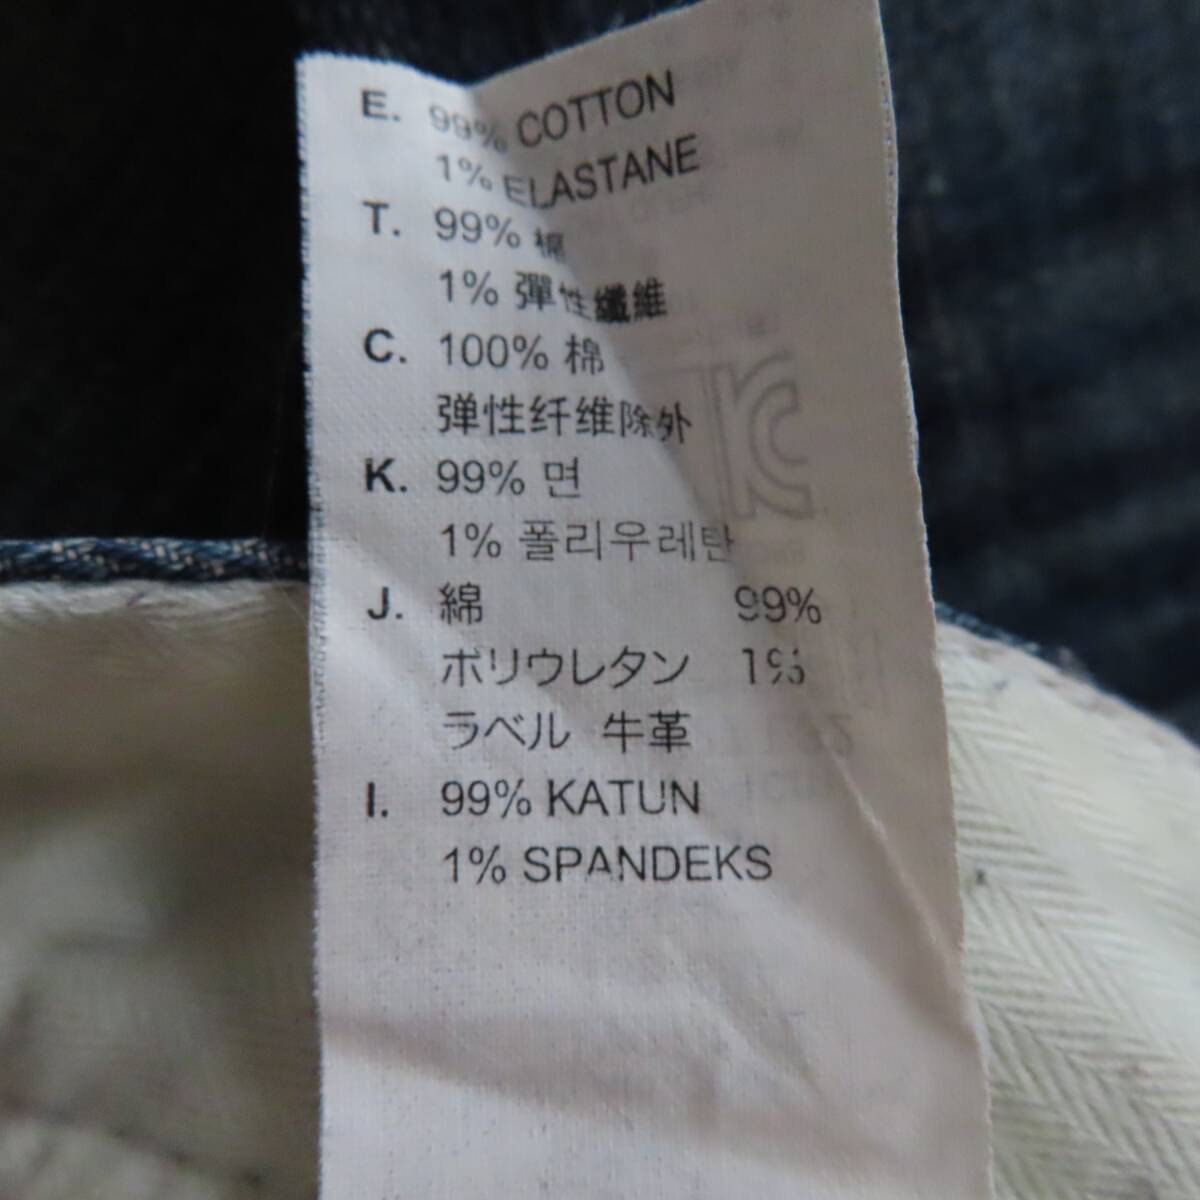 E. 99% COTTON
1% ELASTANE
T. 99% 棉
1% 彈性纖維
C. 100% 棉
弹性纤维除外
K. 99% 면
1% 폴리우레탄
J. 綿 99%
ポリウレタン 1%
ラベル 牛革
I. 99% KATUN
1% SPANDEKS